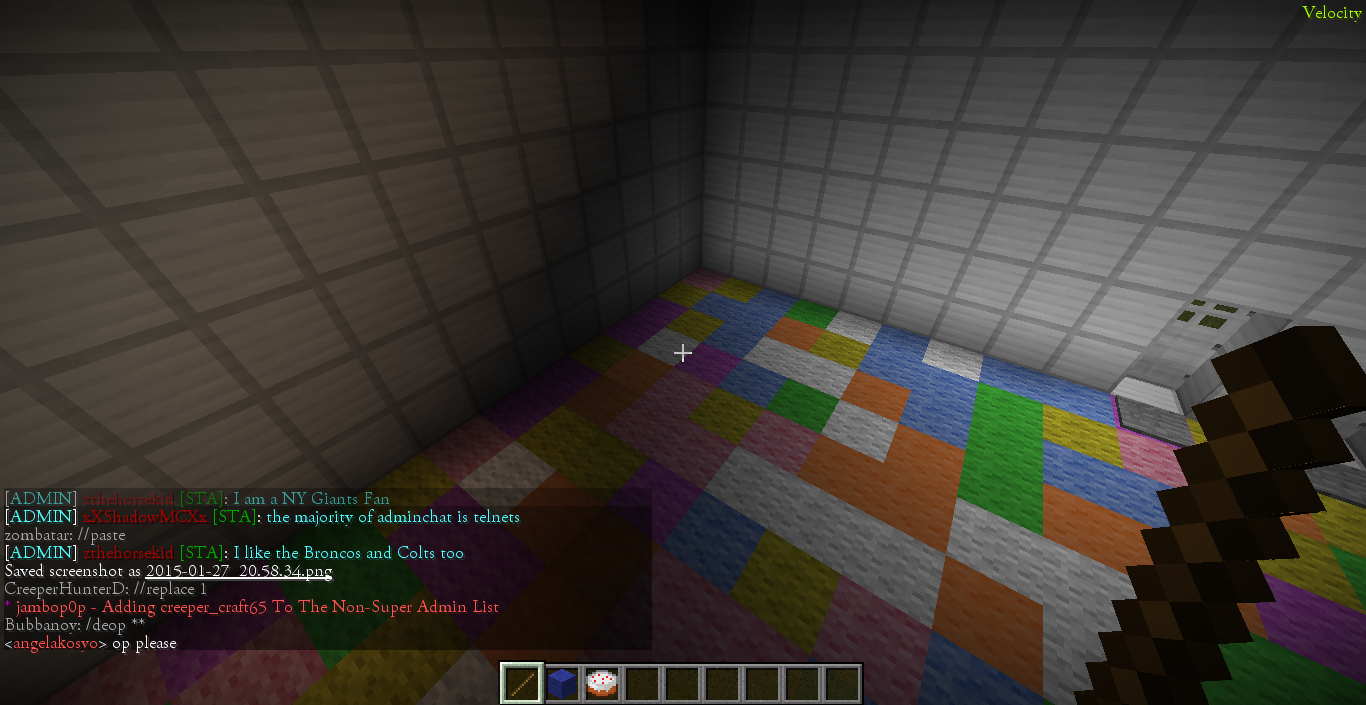 Velocity
[ADMIN] zthehorsekid [STA]: I am a NY Giants Fan
[ADMIN] xXShadowMCXx [STA]: the majority of adminchat is telnets
zombatar: //paste
[ADMIN] zthehorsekid [STA]: I like the Broncos and Colts too
Saved screenshot as 2015-01-27_20.58.34.png
CreeperHunterD: //replace 1
* jambop0p - Adding creeper_craft65 To The Non-Super Admin List
Bubbanoy: /deop **
<angelakosyo> op please